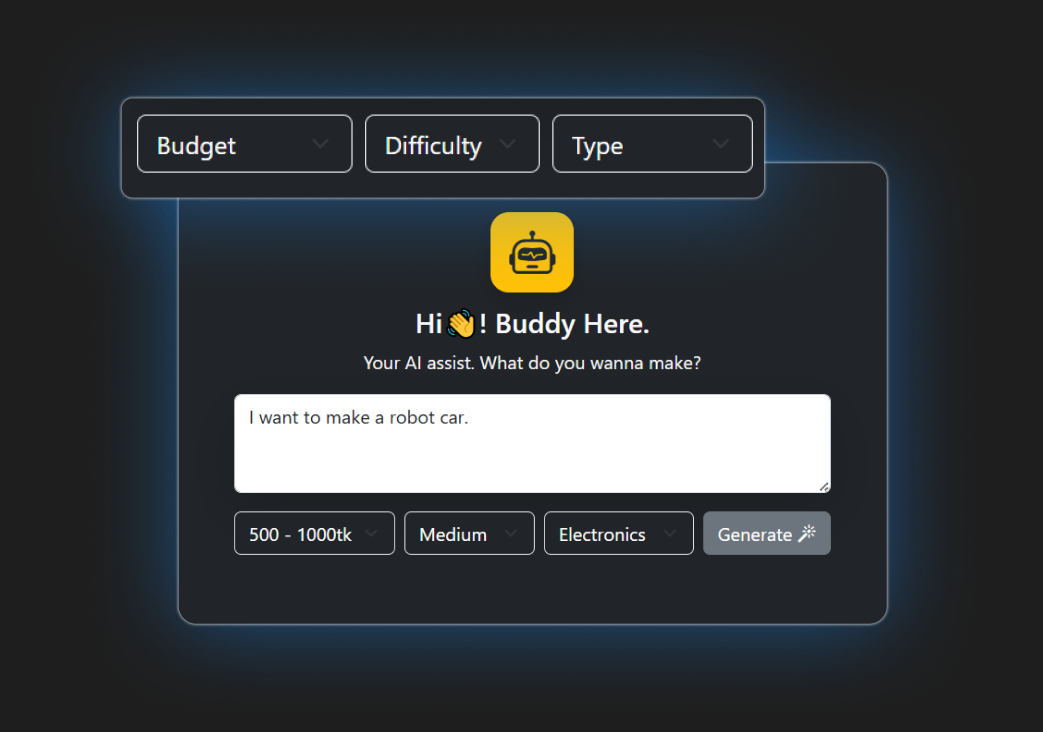 Budget Difficulty Type
Hi👋! Buddy Here.
Your AI assist. What do you wanna make?
I want to make a robot car.
500 - 1000tk Medium Electronics Generate